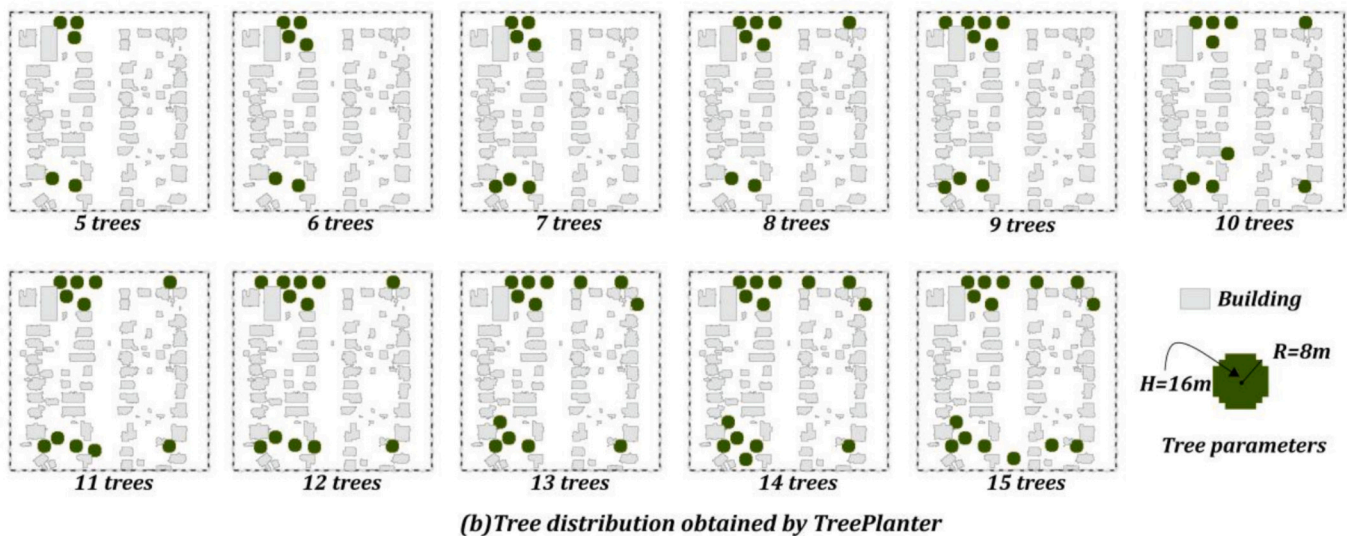 5 trees
6 trees
7 trees
8 trees
9 trees
10 trees
11 trees
12 trees
13 trees
14 trees
15 trees
Building
R=8m
H=16m
Tree parameters
(b)Tree distribution obtained by TreePlanter